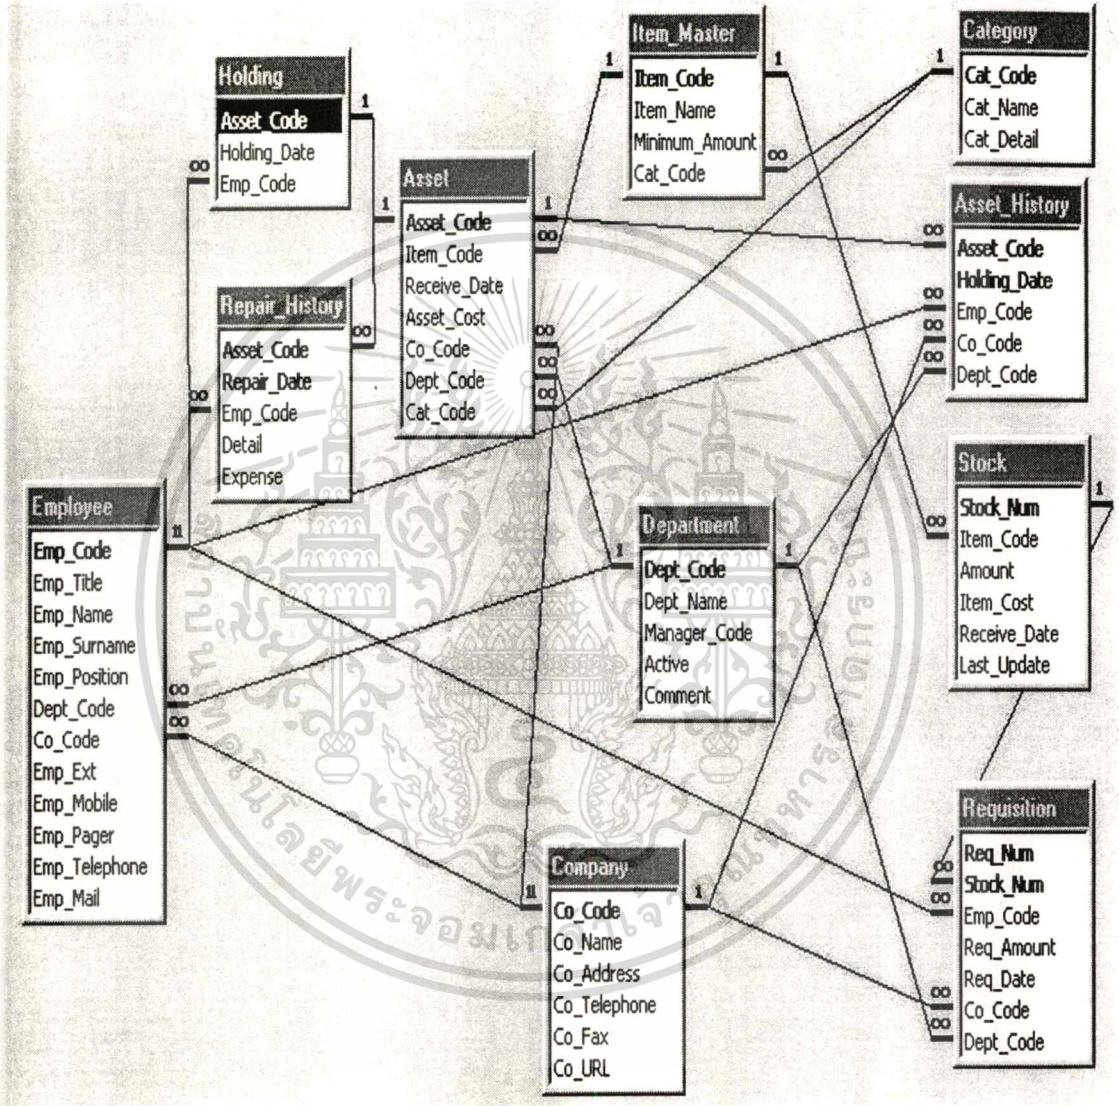 Holding
Asset_Code
Holding_Date
Emp_Code
Repair_History
Asset_Code
Repair_Date
Emp_Code
Detail
Expense
Employee
Emp_Code
Emp_Title
Emp_Name
Emp_Surname
Emp_Position
Dept_Code
Co_Code
Emp_Ext
Emp_Mobile
Emp_Pager
Emp_Telephone
Emp_Mail
Asset
Asset_Code
Item_Code
Receive_Date
Asset_Cost
Co_Code
Dept_Code
Cat_Code
Item_Master
Item_Code
Item_Name
Minimum_Amount
Cat_Code
Department
Dept_Code
Dept_Name
Manager_Code
Active
Comment
Company
Co_Code
Co_Name
Co_Address
Co_Telephone
Co_Fax
Co_URL
Category
Cat_Code
Cat_Name
Cat_Detail
Asset_History
Asset_Code
Holding_Date
Emp_Code
Co_Code
Dept_Code
Stock
Stock_Num
Item_Code
Amount
Item_Cost
Receive_Date
Last_Update
Requisition
Req_Num
Stock_Num
Emp_Code
Req_Amount
Req_Date
Co_Code
Dept_Code